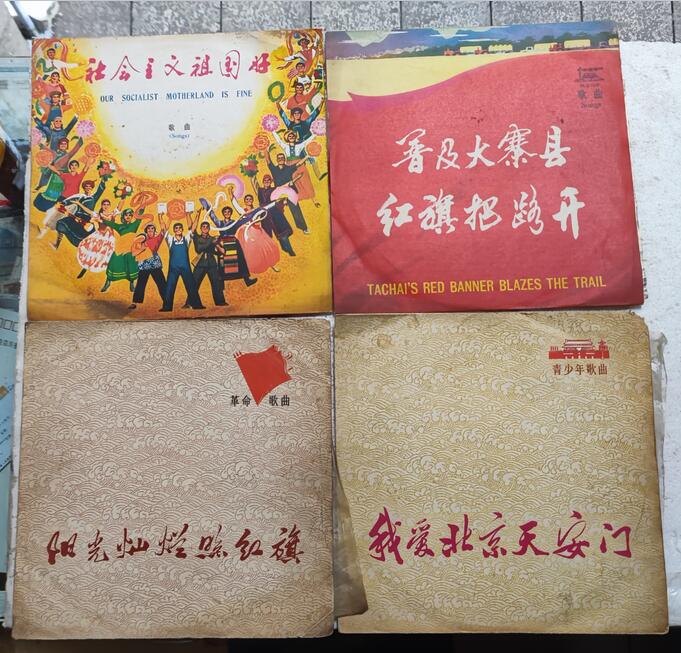 社会主义祖国好
OUR SOCIALIST MOTHERLAND IS FINE
歌曲
(Songs)
歌曲
(Songs)
普及大寨县
红旗把路开
TACHAI'S RED BANNER BLAZES THE TRAIL
革命 歌曲
阳光灿烂照红旗
青少年歌曲
我爱北京天安门